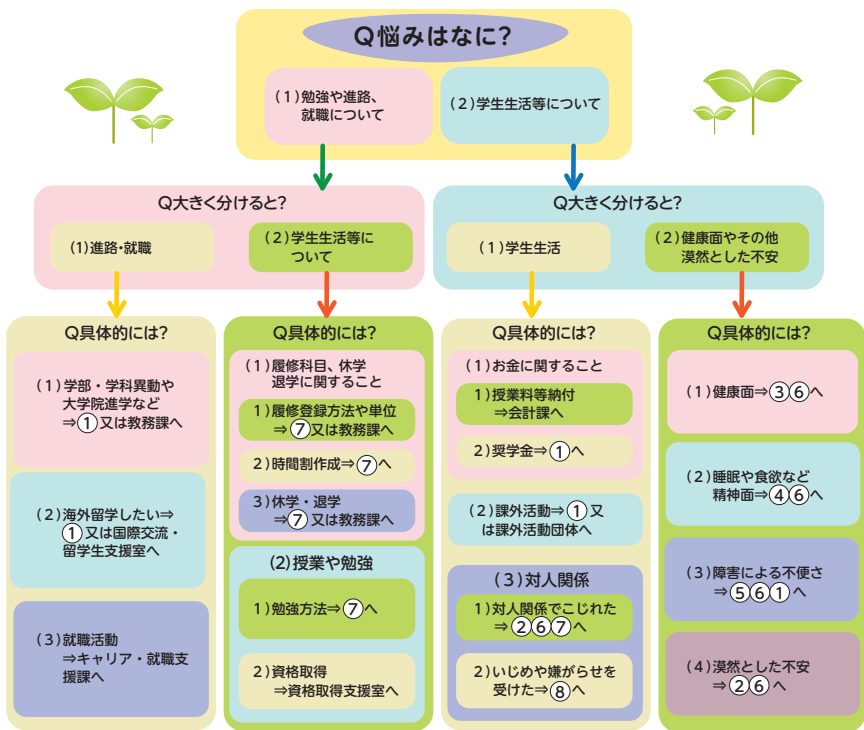 Q悩みはなに?
(1)勉強や進路、
就職について
(2)学生生活等について
Q大きく分けると?
(1)進路・就職
(2)学生生活等に
ついて
Q大きく分けると?
(1)学生生活
(2)健康面やその他
漠然とした不安
Q具体的には?
(1)学部・学科異動や
大学院進学など
⇒①又は教務課へ
(2)海外留学したい⇒
①又は国際交流・
留学生支援室へ
(3)就職活動
⇒キャリア・就職支
援課へ
Q具体的には?
(1)履修科目、休学
退学に関すること
1)履修登録方法や単位
⇒⑦又は教務課へ
2)時間割作成⇒⑦へ
3)休学・退学
⇒⑦又は教務課へ
(2)授業や勉強
1)勉強方法⇒⑦へ
2)資格取得
⇒資格取得支援室へ
Q具体的には?
(1)お金に関すること
1)授業料等納付
⇒会計課へ
2)奨学金⇒①へ
(2)課外活動⇒①又
は課外活動団体へ
(3)対人関係
1)対人関係でこじれた
⇒②⑥⑦へ
2)いじめや嫌がらせを
受けた⇒⑧へ
Q具体的には?
(1)健康面⇒③⑥へ
(2)睡眠や食欲など
精神面⇒④⑥へ
(3)障害による不便さ
⇒⑤⑥①へ
(4)漠然とした不安
⇒②⑥へ